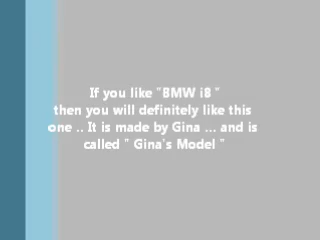 If you like "BMW i8 "
then you will definitely like this
one .. It is made by Gina ... and is
called " Gina's Model "